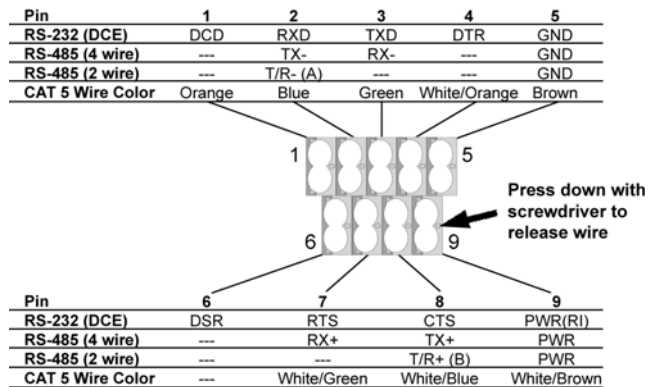 Pin 1 2 3 4 5
RS-232 (DCE) DCD RXD TXD DTR GND
RS-485 (4 wire) --- TX- RX- --- GND
RS-485 (2 wire) --- T/R- (A) --- --- GND
CAT 5 Wire Color Orange Blue Green White/Orange Brown
1 5
Press down with
screwdriver to
release wire
6 9
Pin 6 7 8 9
RS-232 (DCE) DSR RTS CTS PWR(RI)
RS-485 (4 wire) --- RX+ TX+ PWR
RS-485 (2 wire) --- --- T/R+ (B) PWR
CAT 5 Wire Color --- White/Green White/Blue White/Brown